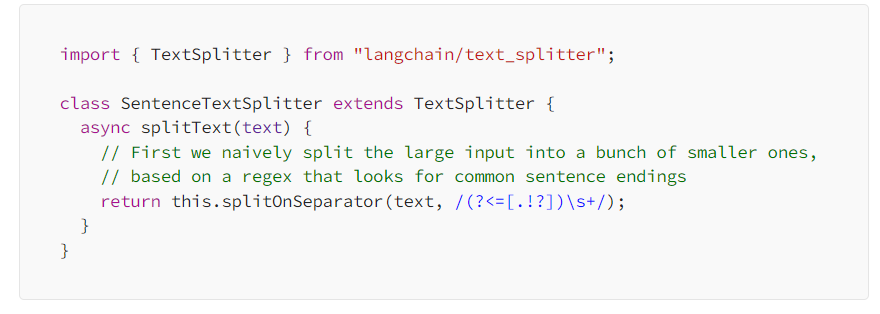 import { TextSplitter } from "langchain/text_splitter";
class SentenceTextSplitter extends TextSplitter {
async splitText(text) {
// First we naively split the large input into a bunch of smaller ones,
// based on a regex that looks for common sentence endings
return this.splitOnSeparator(text, /(?<=[.!?])\s+/);
}
}